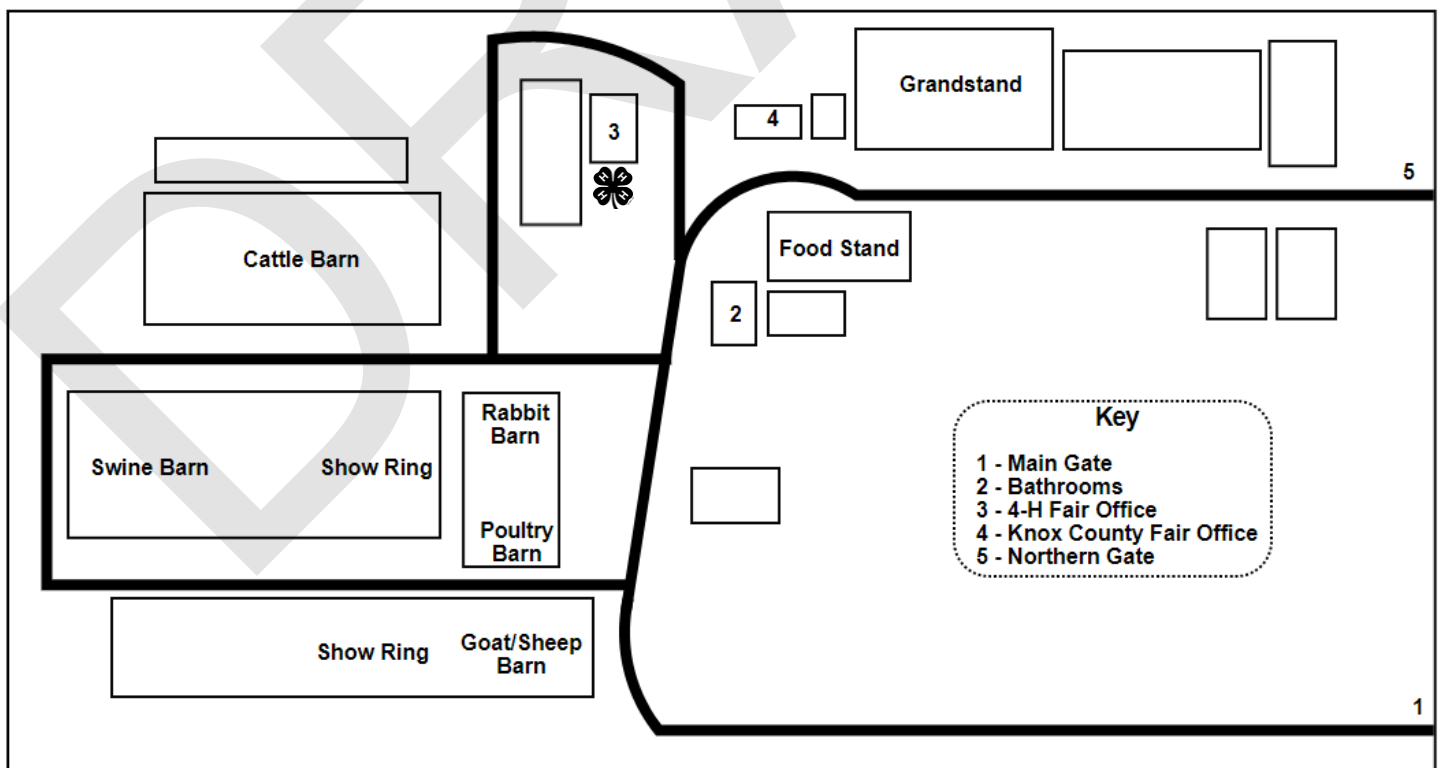 Grandstand
4
3
H H
H H
5
Food Stand
Cattle Barn
2
Rabbit
Barn
Swine Barn
Show Ring
Poultry
Barn
Key
1 - Main Gate
2 - Bathrooms
3 - 4-H Fair Office
4 - Knox County Fair Office
5 - Northern Gate
Show Ring
Goat/Sheep
Barn
1